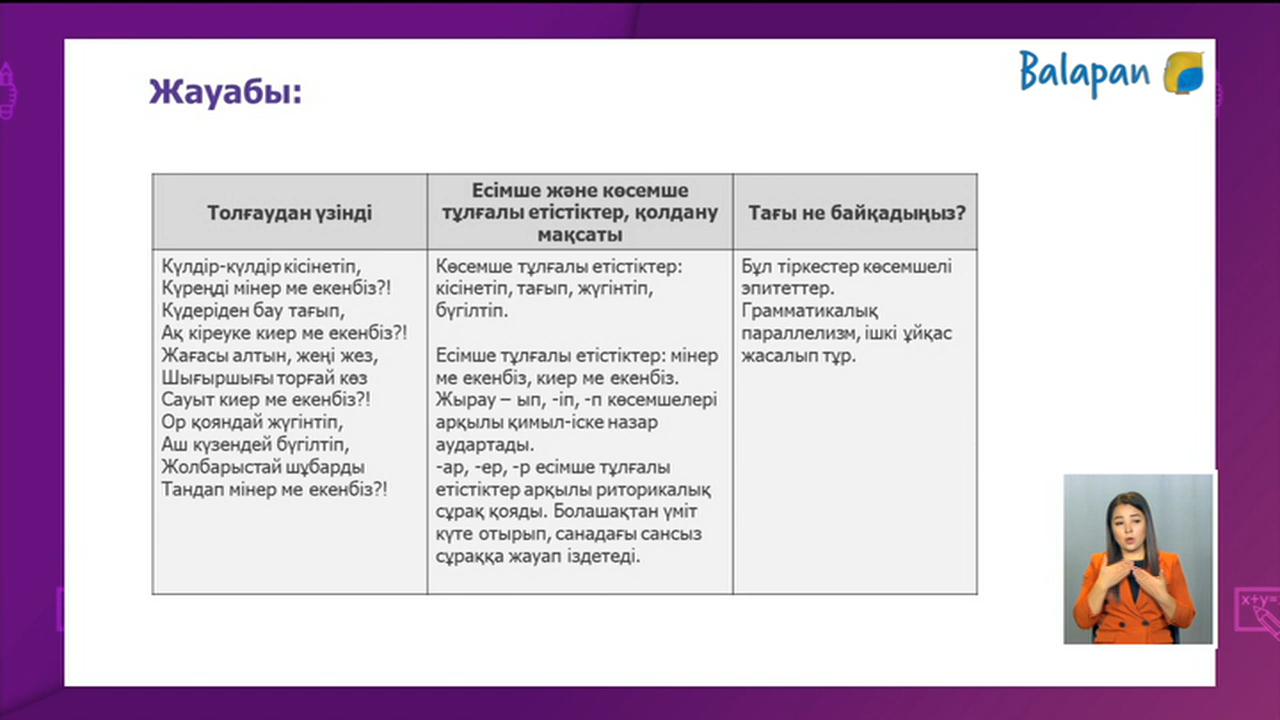 Жауабы:
Balapan
Толғаудан үзінді
Есімше және көсемше
тұлғалы етістіктер, қолдану
мақсаты
Тағы не байқадыңыз?
Күлдір-күлдір кісінетіп,
Күреңді мінер ме екенбіз?!
Күдеріден бау тағып,
Ақ кіреуке киер ме екенбіз?!
Жағасы алтын, жеңі жез,
Шығыршығы торғай көз
Сауыт киер ме екенбіз?!
Ор қояндай жүгінтіп,
Аш күзендей бүгілтіп,
Жолбарыстай шұбарды
Тандап мінер ме екенбіз?!
Көсемше тұлғалы етістіктер:
кісінетіп, тағып, жүгінтіп,
бүгілтіп.
Есімше тұлғалы етістіктер: мінер
ме екенбіз, киер ме екенбіз.
Жырау – ып, -іп, -п көсемшелері
арқылы қимыл-іске назар
аудартады.
-ар, -ер, -р есімше тұлғалы
етістіктер арқылы риторикалық
сұрақ қояды. Болашақтан үміт
күте отырып, санадағы сансыз
сұраққа жауап іздетеді.
Бұл тіркестер көсемшелі
эпитеттер.
Грамматикалық
параллелизм, ішкі ұйқас
жасалып тұр.
x+y=